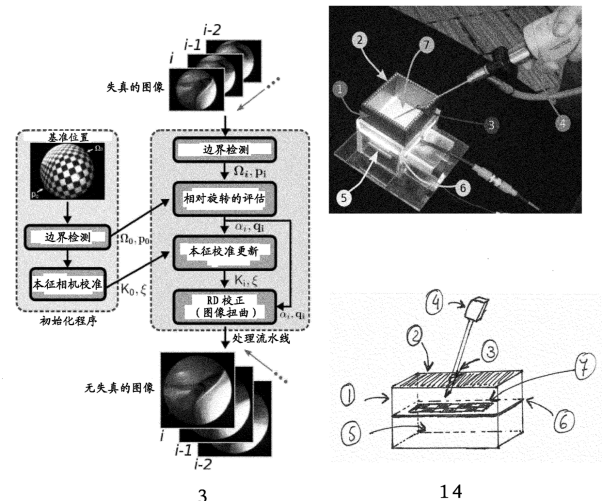 i-2
i-1
i
失真的图像
基准位置
Ω₀
p₀
边界检测
Ω₀, p₀
本征相机校准
K₀, ξ
初始化程序
边界检测
Ωᵢ, pᵢ
相对旋转的评估
αᵢ, qᵢ
本征校准更新
Kᵢ, ξ
RD 校正
(图像扭曲)
αᵢ, qᵢ
处理流水线
无失真的图像
i
i-1
i-2
3
2
7
1
3
4
5
6
4
2
3
1
7
5
6
14